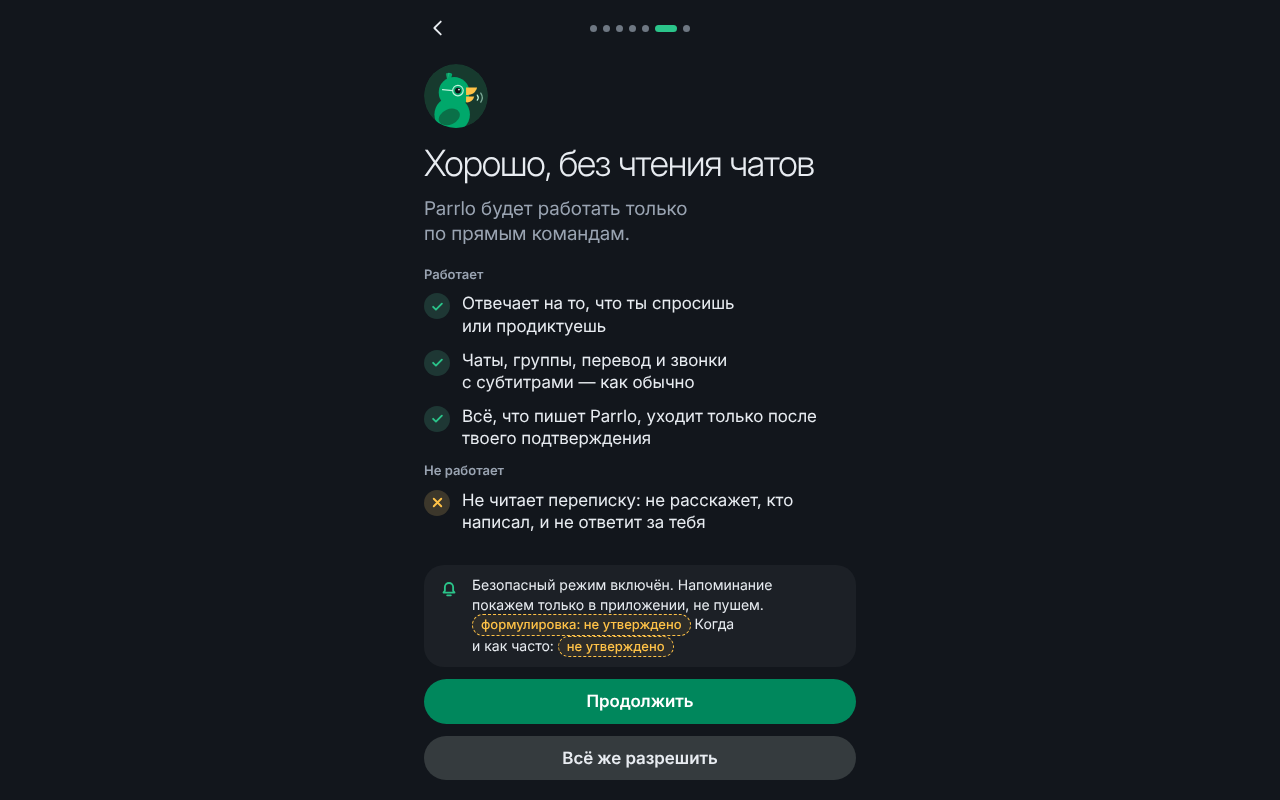 Хорошо, без чтения чатов
Parrlo будет работать только
по прямым командам.
Работает
Отвечает на то, что ты спросишь
или продиктуешь
Чаты, группы, перевод и звонки
с субтитрами — как обычно
Всё, что пишет Parrlo, уходит только после
твоего подтверждения
Не работает
Не читает переписку: не расскажет, кто
написал, и не ответит за тебя
Безопасный режим включён. Напоминание
покажем только в приложении, не пушем.
формулировка: не утверждено Когда
и как часто: не утверждено
Продолжить
Всё же разрешить